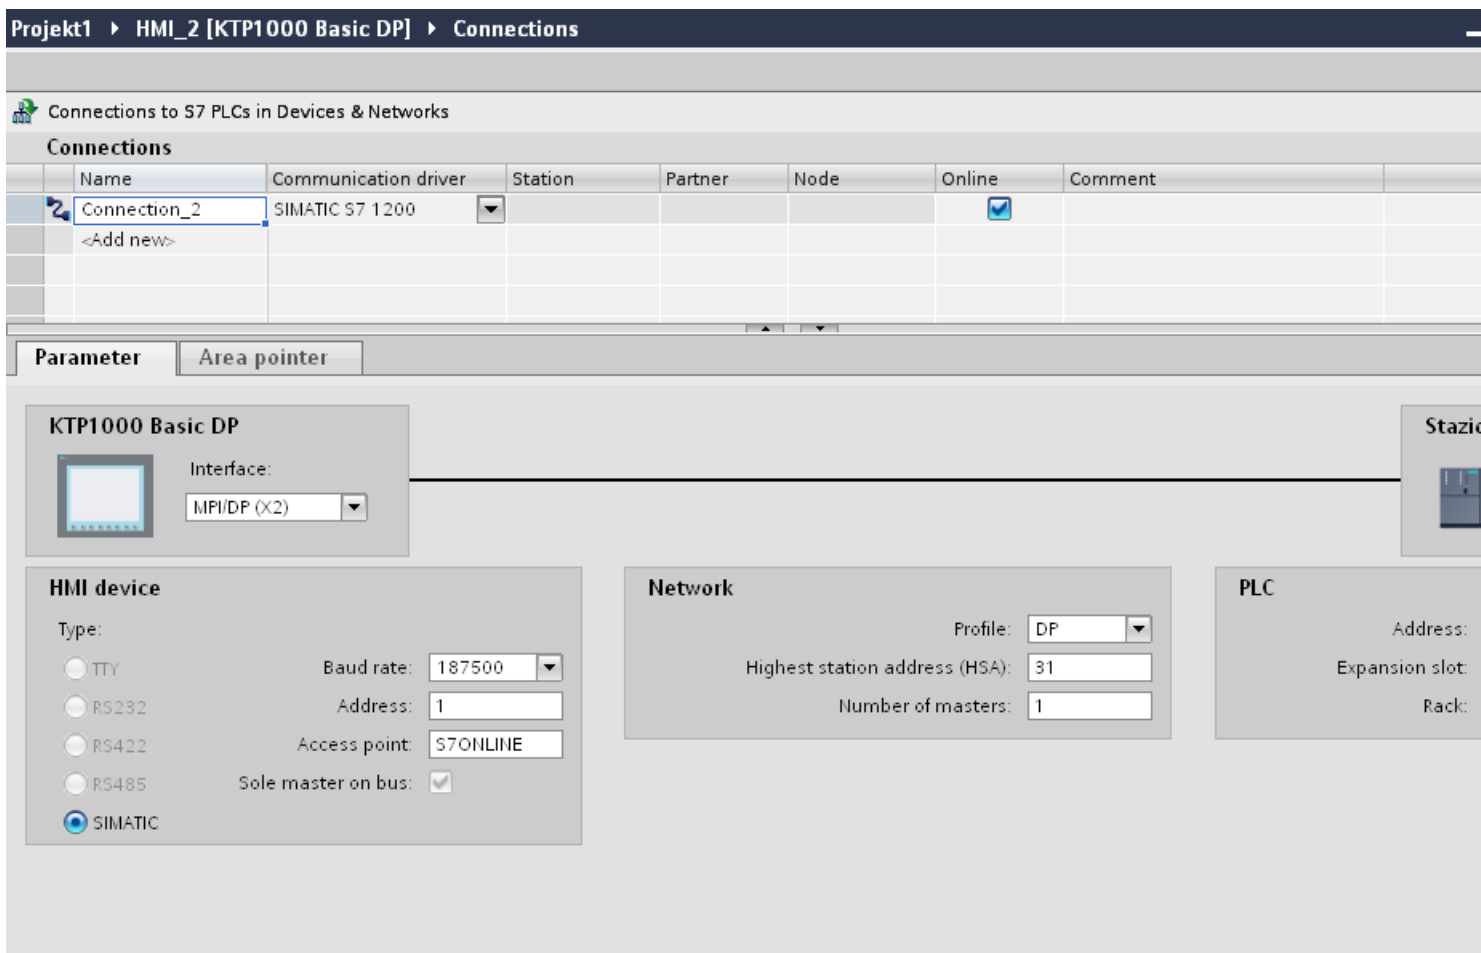 Projekt1 ▸ HMI_2 [KTP1000 Basic DP] ▸ Connections
Connections to S7 PLCs in Devices & Networks
Connections
Name Communication driver Station Partner Node Online Comment
Connection_2 SIMATIC S7 1200
<Add new>
Parameter Area pointer
KTP1000 Basic DP
Interface:
MPI/DP (X2)
Stazio
HMI device
Type:
TTY
RS232
RS422
RS485
SIMATIC
Baud rate: 187500
Address: 1
Access point: S7ONLINE
Sole master on bus:
Network
Profile: DP
Highest station address (HSA): 31
Number of masters: 1
PLC
Address:
Expansion slot:
Rack: